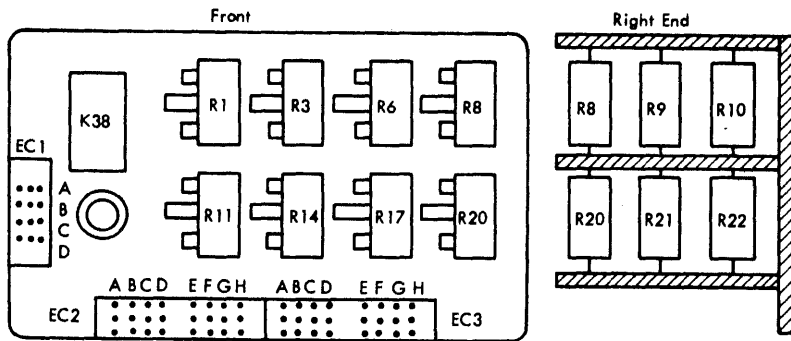 Front
Right End
R1 R3 R6 R8
K38
EC1
A
B
C
D
R11 R14 R17 R20
A B C D E F G H A B C D E F G H
EC2
EC3
R8 R9 R10
R20 R21 R22